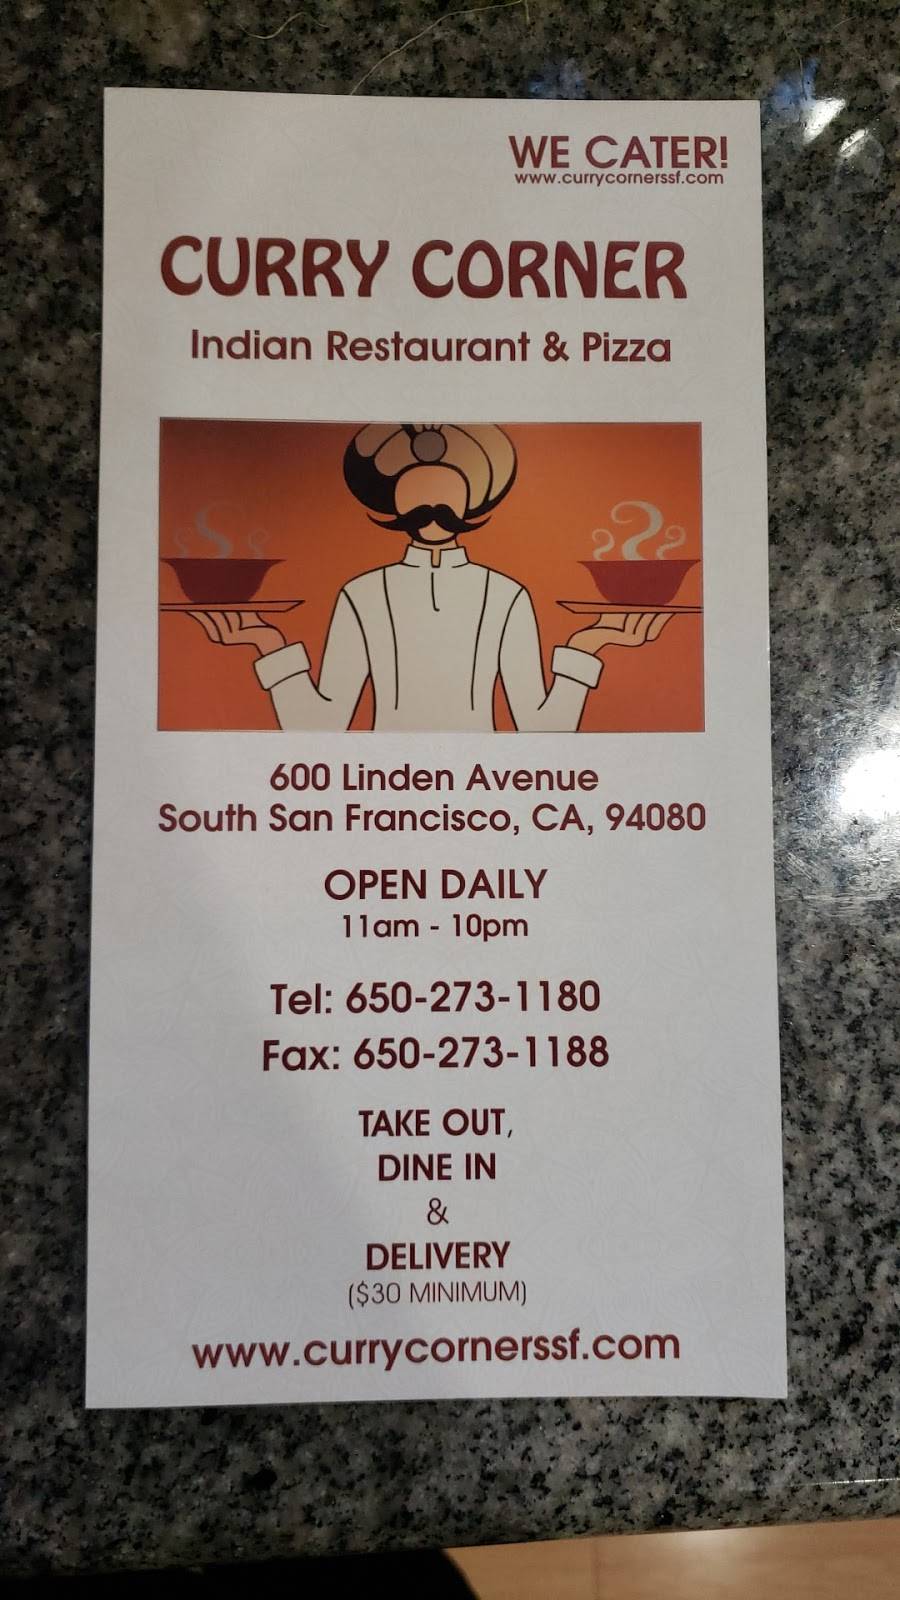 WE CATER!
www.currycornerssf.com
CURRY CORNER
Indian Restaurant & Pizza
600 Linden Avenue
South San Francisco, CA, 94080
OPEN DAILY
11am - 10pm
Tel: 650-273-1180
Fax: 650-273-1188
TAKE OUT,
DINE IN
&
DELIVERY
($30 MINIMUM)
www.currycornerssf.com